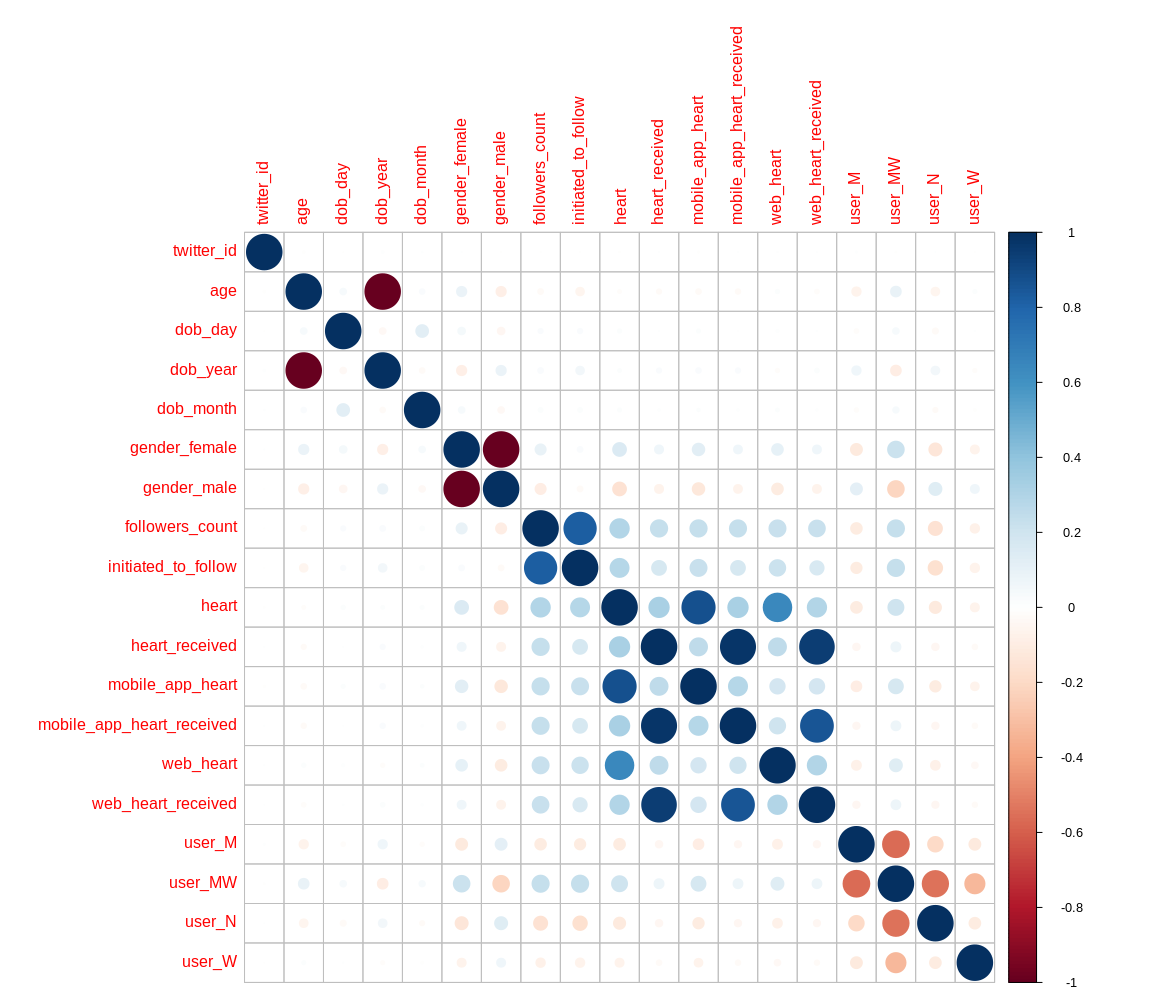 twitter_id
age
dob_day
dob_year
dob_month
gender_female
gender_male
followers_count
initiated_to_follow
heart
heart_received
mobile_app_heart
mobile_app_heart_received
web_heart
web_heart_received
user_M
user_MW
user_N
user_W
twitter_id
age
dob_day
dob_year
dob_month
gender_female
gender_male
followers_count
initiated_to_follow
heart
heart_received
mobile_app_heart
mobile_app_heart_received
web_heart
web_heart_received
user_M
user_MW
user_N
user_W
1
0.8
0.6
0.4
0.2
0
-0.2
-0.4
-0.6
-0.8
-1